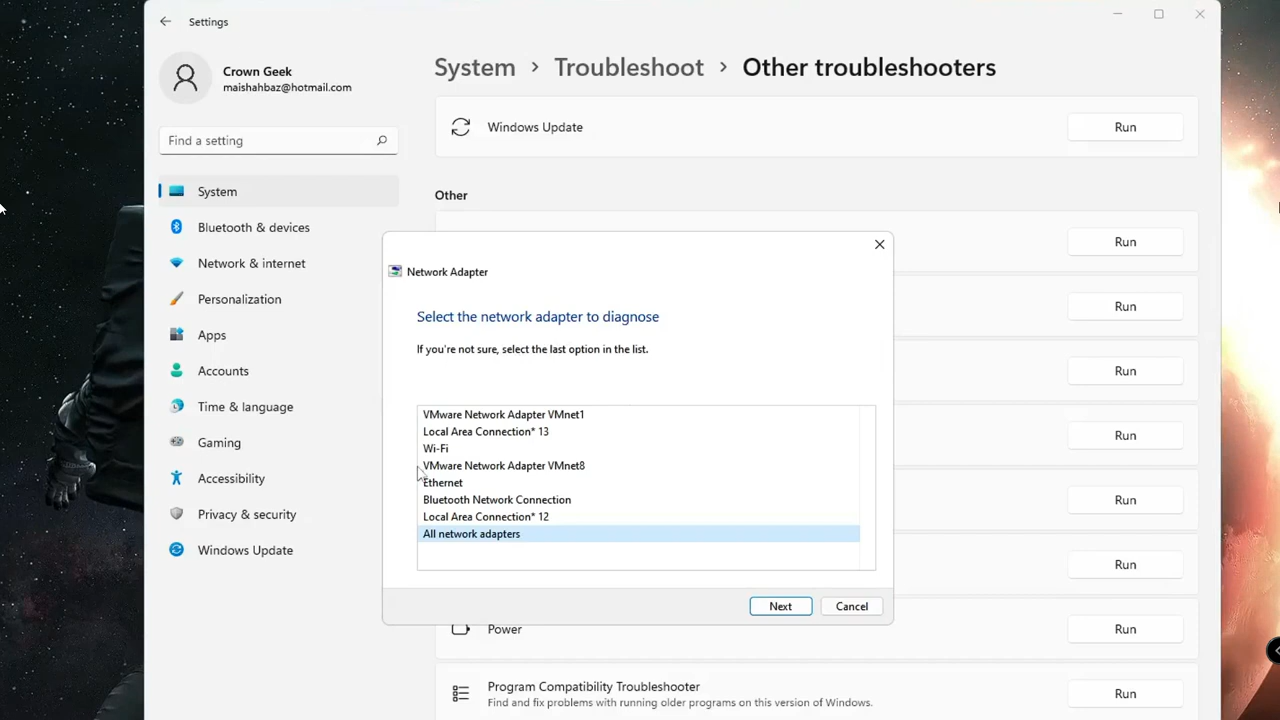 Settings
Crown Geek
maishahbaz@hotmail.com
Find a setting
System
Bluetooth & devices
Network & internet
Personalization
Apps
Accounts
Time & language
Gaming
Accessibility
Privacy & security
Windows Update
System > Troubleshoot > Other troubleshooters
Windows Update
Run
Other
Run
Run
Run
Run
Run
Run
Network Adapter
Select the network adapter to diagnose
If you're not sure, select the last option in the list.
VMware Network Adapter VMnet1
Local Area Connection* 13
Wi-Fi
VMware Network Adapter VMnet8
Ethernet
Bluetooth Network Connection
Local Area Connection* 12
All network adapters
Next
Cancel
Power
Run
Program Compatibility Troubleshooter
Find and fix problems with running older programs on this version of Windows.
Run